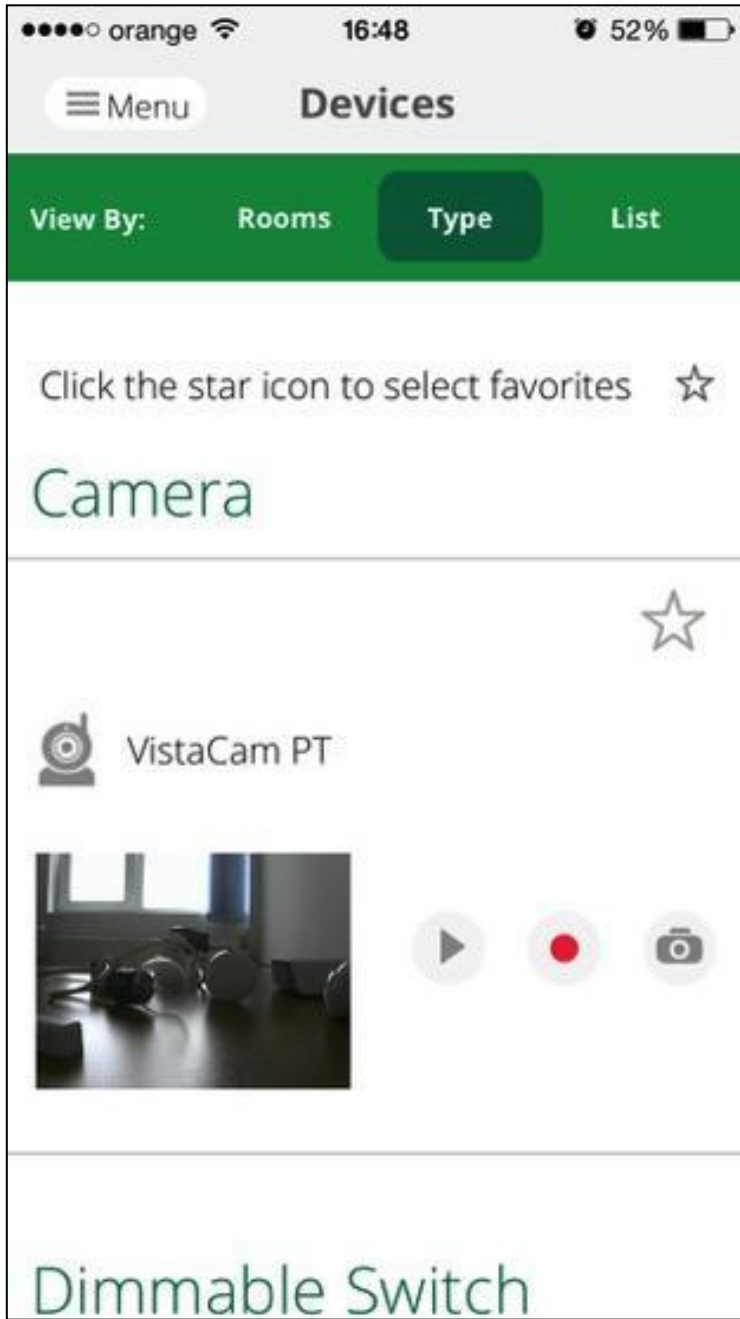 orange 16:48 52%
Menu Devices
View By: Rooms Type List
Click the star icon to select favorites
Camera
VistaCam PT
Dimmable Switch